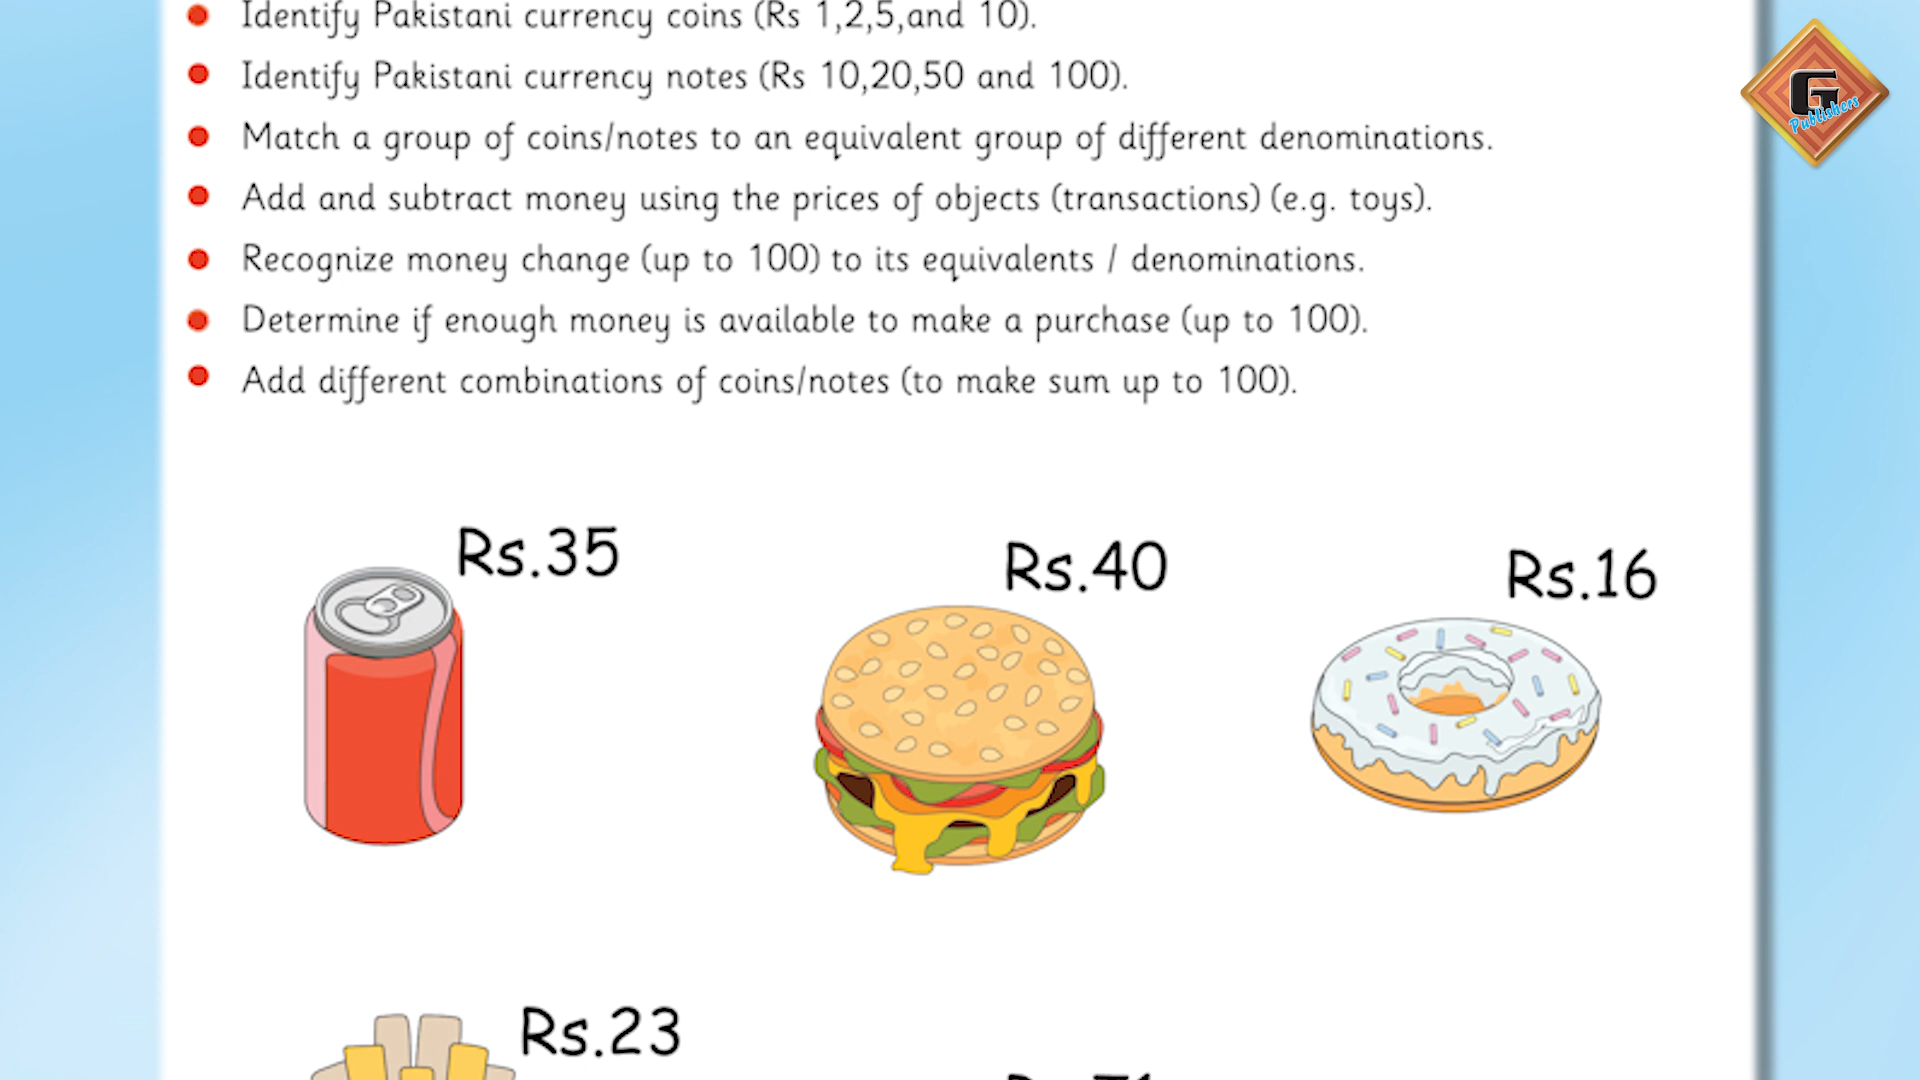 Identify Pakistani currency coins (Rs 1,2,5,and 10).
Identify Pakistani currency notes (Rs 10,20,50 and 100).
Match a group of coins/notes to an equivalent group of different denominations.
Add and subtract money using the prices of objects (transactions) (e.g. toys).
Recognize money change (up to 100) to its equivalents / denominations.
Determine if enough money is available to make a purchase (up to 100).
Add different combinations of coins/notes (to make sum up to 100).
G
Publishers
Rs.35
Rs.40
Rs.16
Rs.23